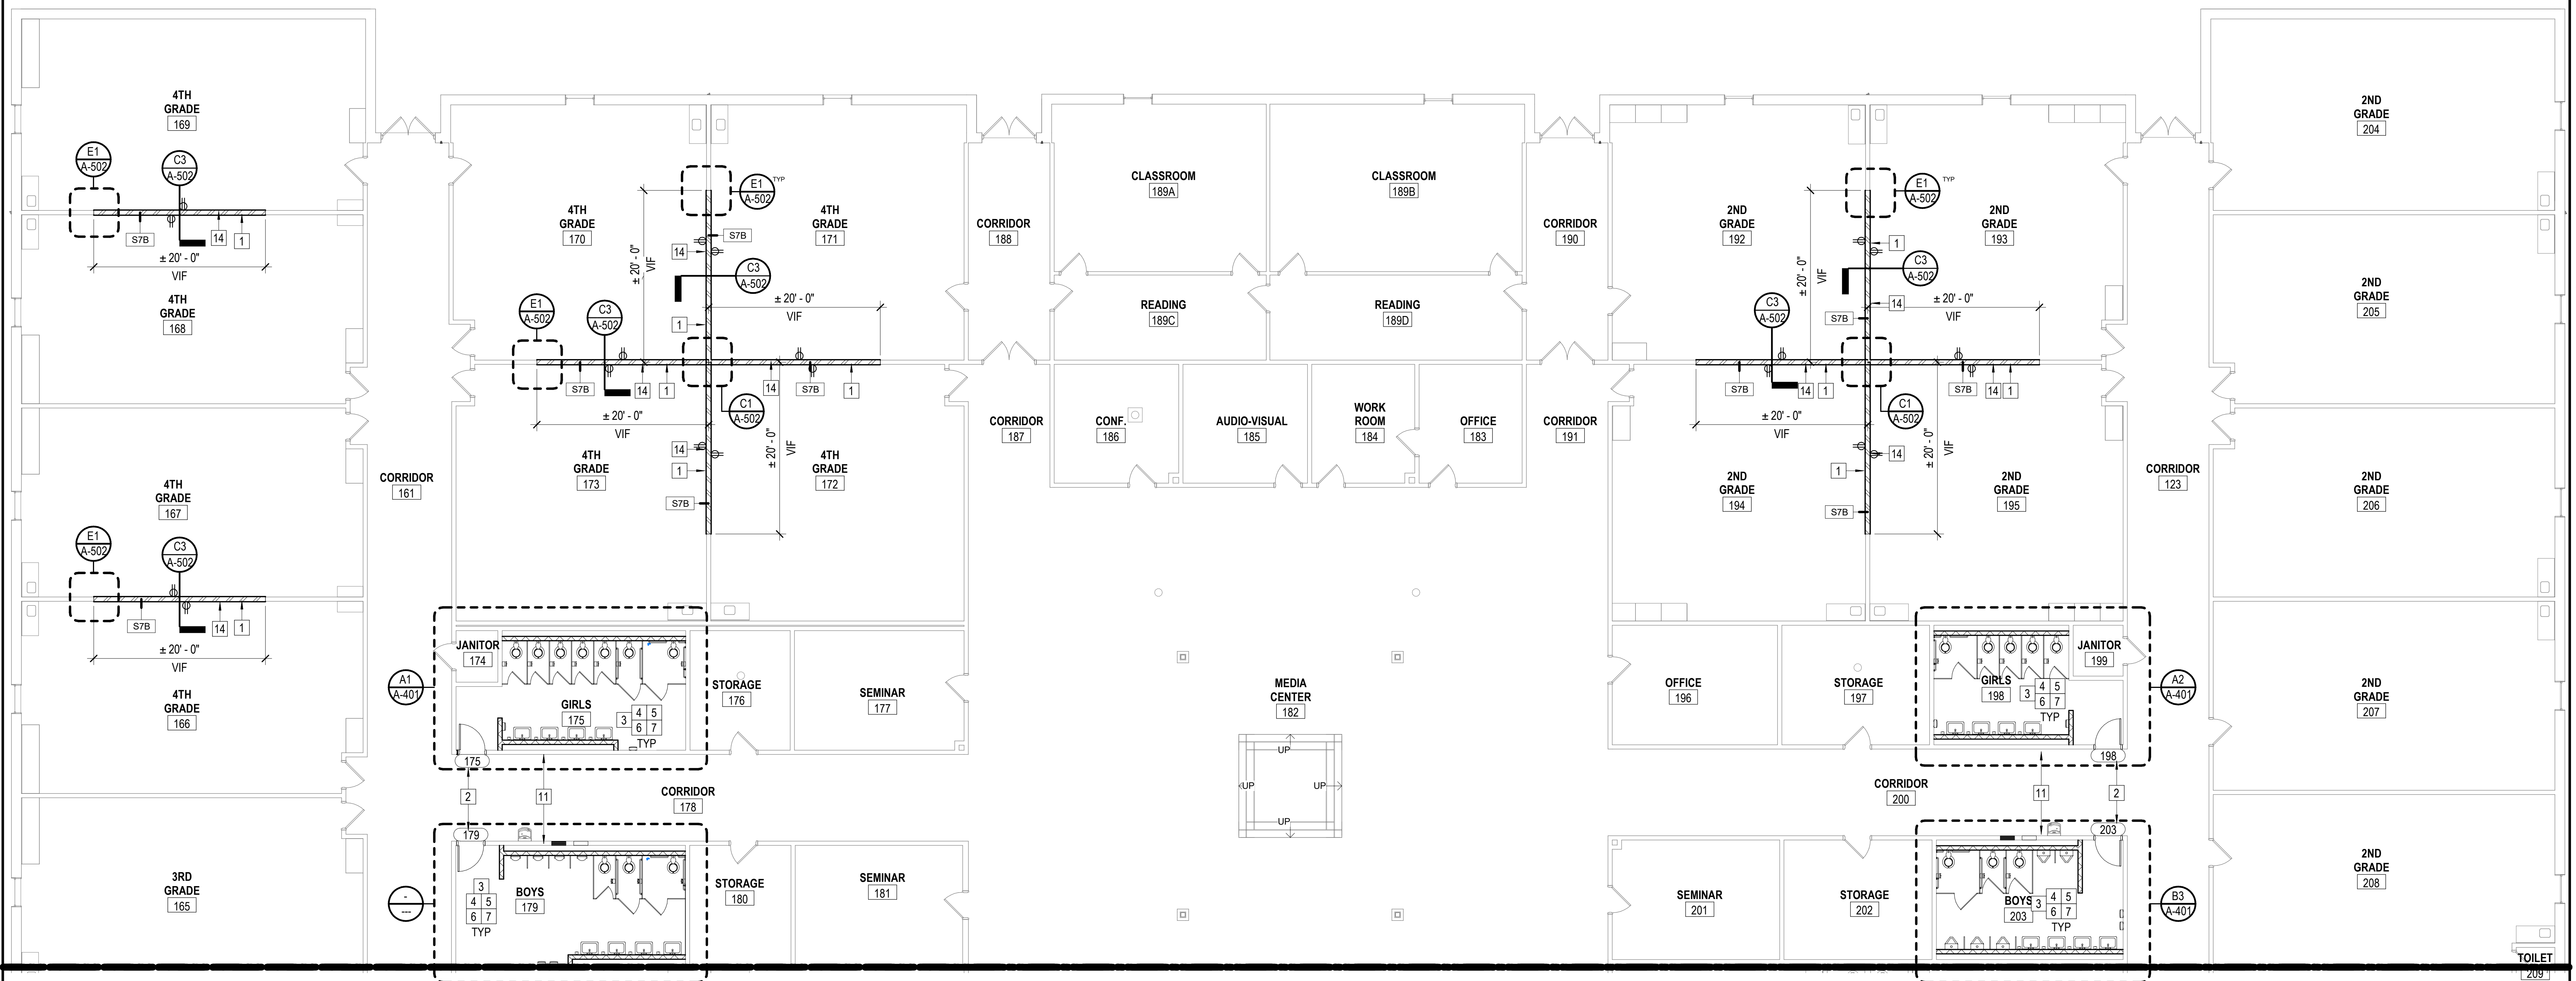 4TH
GRADE
169
E1
A-502
C3
A-502
S7B
14
1
± 20' - 0"
VIF
4TH
GRADE
168
4TH
GRADE
167
E1
A-502
C3
A-502
S7B
14
1
± 20' - 0"
VIF
4TH
GRADE
166
3RD
GRADE
165
CORRIDOR
161
4TH
GRADE
170
4TH
GRADE
171
E1
A-502
TYP
S7B
14
± 20' - 0"
VIF
C3
A-502
1
± 20' - 0"
VIF
E1
A-502
C3
A-502
S7B
14
1
14
S7B
1
± 20' - 0"
VIF
C1
A-502
14
1
± 20' - 0"
VIF
S7B
4TH
GRADE
173
4TH
GRADE
172
A1
A-401
JANITOR
174
GIRLS
175
3
4 5
6 7
TYP
STORAGE
176
SEMINAR
177
175
2
11
CORRIDOR
178
179
-
---
BOYS
179
3
4 5
6 7
TYP
STORAGE
180
SEMINAR
181
CORRIDOR
188
CORRIDOR
187
CLASSROOM
189A
CLASSROOM
189B
READING
189C
READING
189D
CONF.
186
AUDIO-VISUAL
185
WORK
ROOM
184
OFFICE
183
MEDIA
CENTER
182
UP
UP
UP
UP
CORRIDOR
190
CORRIDOR
191
2ND
GRADE
192
2ND
GRADE
193
E1
A-502
TYP
1
C3
A-502
± 20' - 0"
VIF
14
S7B
± 20' - 0"
VIF
C3
A-502
S7B
14
1
S7B
14
1
± 20' - 0"
VIF
C1
A-502
14
1
± 20' - 0"
VIF
S7B
2ND
GRADE
194
2ND
GRADE
195
OFFICE
196
STORAGE
197
GIRLS
198
3
4 5
6 7
TYP
JANITOR
199
A2
A-401
198
11
2
CORRIDOR
200
203
SEMINAR
201
STORAGE
202
BOYS
203
3
4 5
6 7
TYP
B3
A-401
CORRIDOR
123
2ND
GRADE
204
2ND
GRADE
205
2ND
GRADE
206
2ND
GRADE
207
2ND
GRADE
208
TOILET
209